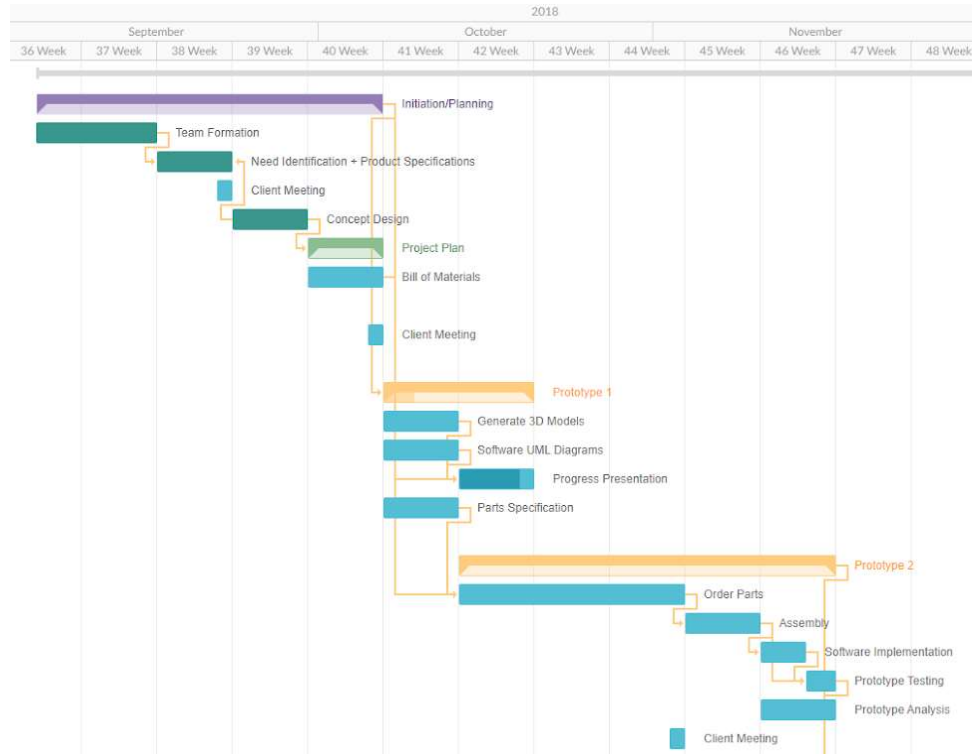 2018
September October November
36 Week 37 Week 38 Week 39 Week 40 Week 41 Week 42 Week 43 Week 44 Week 45 Week 46 Week 47 Week 48 Week
Initiation/Planning
Team Formation
Need Identification + Product Specifications
Client Meeting
Concept Design
Project Plan
Bill of Materials
Client Meeting
Prototype 1
Generate 3D Models
Software UML Diagrams
Progress Presentation
Parts Specification
Prototype 2
Order Parts
Assembly
Software Implementation
Prototype Testing
Prototype Analysis
Client Meeting